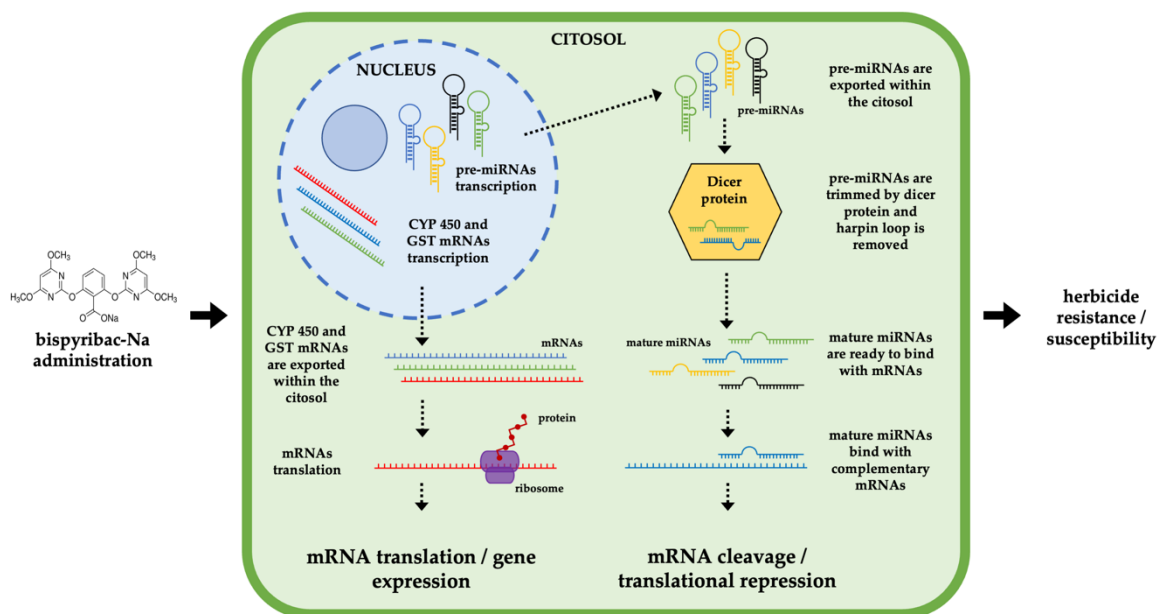 CITOSOL
NUCLEUS
pre-miRNAs
transcription
CYP 450 and
GST mRNAs
transcription
pre-miRNAs
pre-miRNAs are
exported within
the citosol
Dicer
protein
pre-miRNAs are
trimmed by dicer
protein and
harpin loop is
removed
OCH3
OCH3
N
N
N
N
CH3O
O
O
OCH3
O
ONa
bispyribac-Na
administration
CYP 450 and
GST mRNAs
are exported
within the
citosol
mRNAs
mature miRNAs
mature miRNAs
are ready to bind
with mRNAs
herbicide
resistance /
susceptibility
mRNAs
translation
protein
ribosome
mature miRNAs
bind with
complementary
mRNAs
mRNA translation / gene
expression
mRNA cleavage /
translational repression